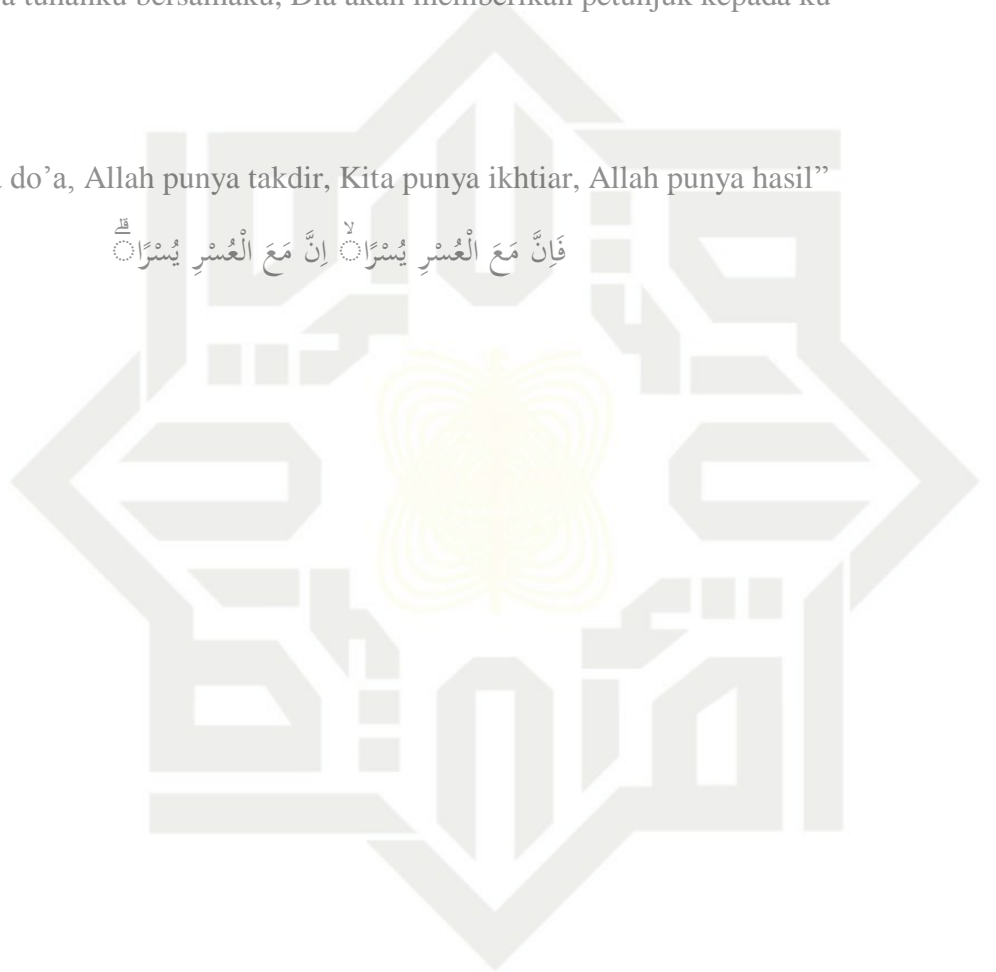 tuhanku bersamaku, Dia akan memberikan petunjuk kepada ku
do’a, Allah punya takdir, Kita punya ikhtiar, Allah punya hasil”
فَاِنَّ مَعَ الْعُسْرِ يُسْرًاۙ اِنَّ مَعَ الْعُسْرِ يُسْرًاۗ